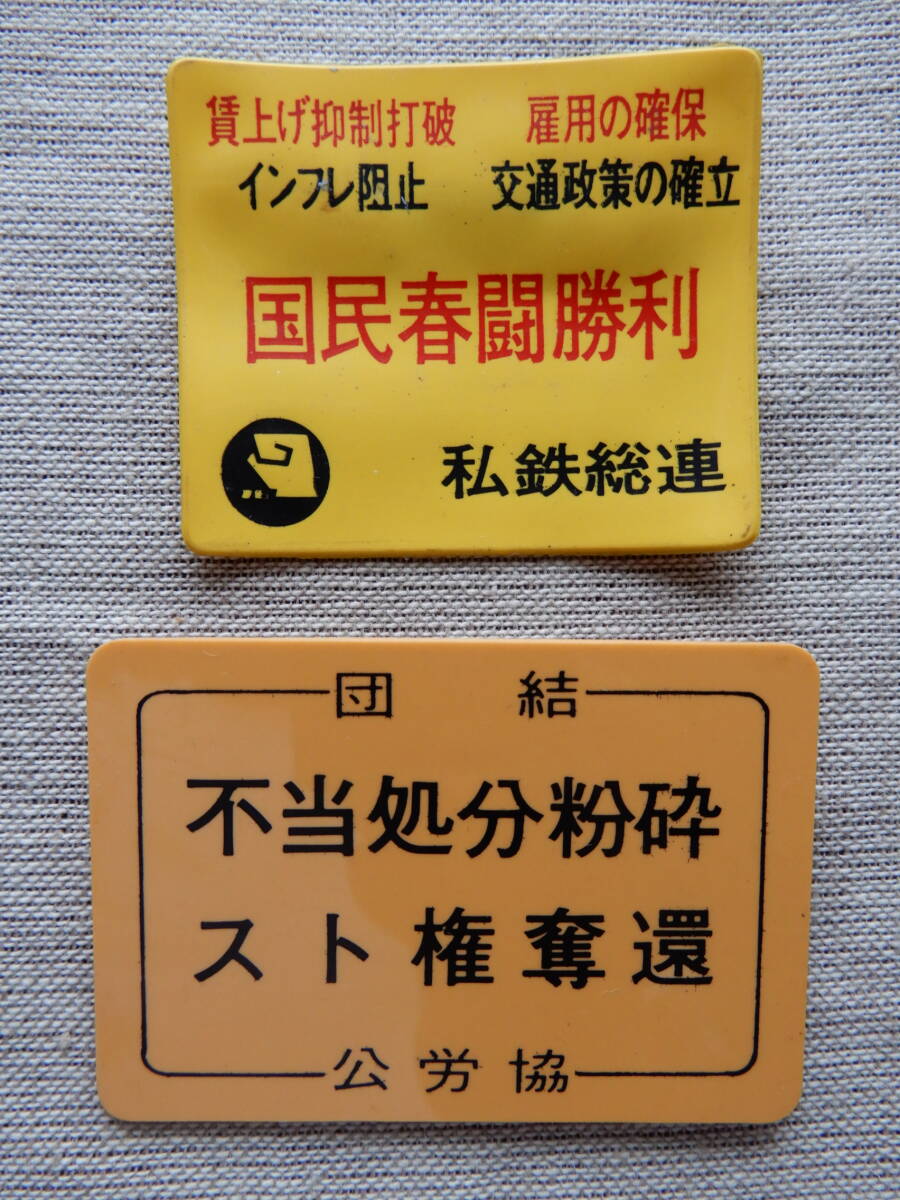 賃上げ抑制打破　雇用の確保
インフレ阻止　交通政策の確立
国民春闘勝利
私鉄総連
団結
不当処分粉砕
スト権奪還
公労協